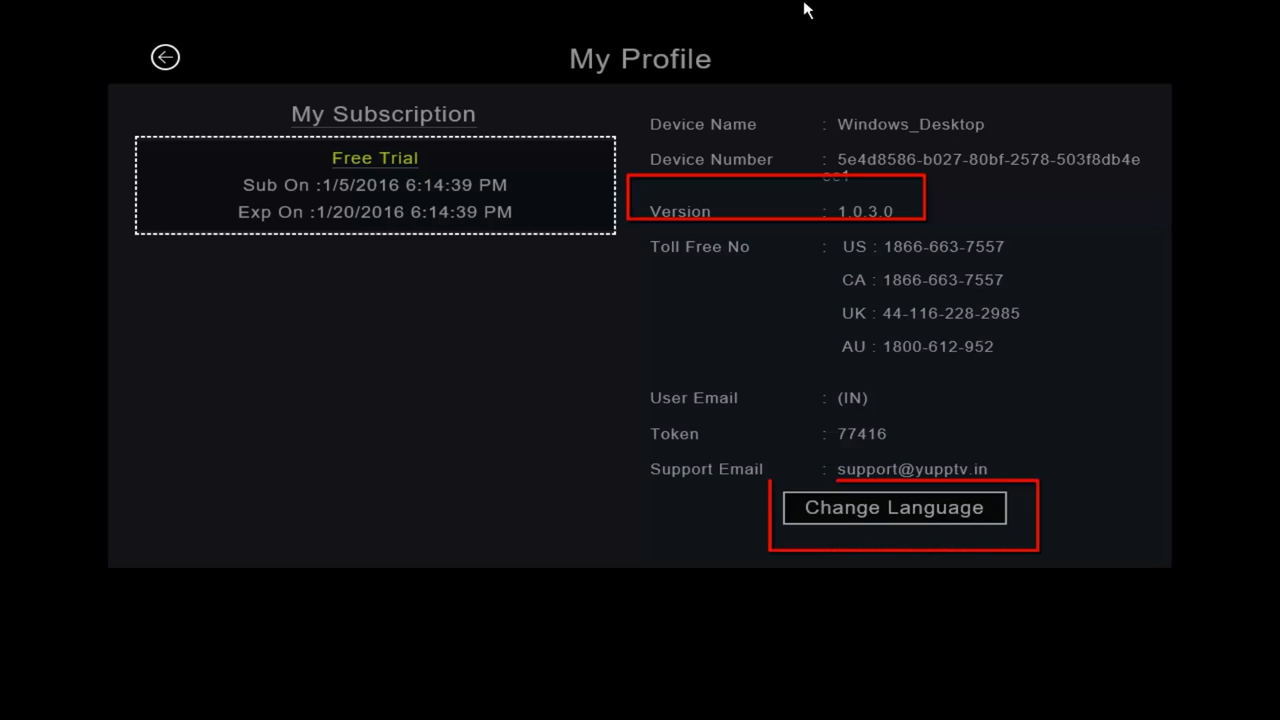 My Profile
My Subscription
Free Trial
Sub On :1/5/2016 6:14:39 PM
Exp On :1/20/2016 6:14:39 PM
Device Name : Windows_Desktop
Device Number : 5e4d8586-b027-80bf-2578-503f8db4e
Version : 1.0.3.0
Toll Free No : US : 1866-663-7557
CA : 1866-663-7557
UK : 44-116-228-2985
AU : 1800-612-952
User Email : (IN)
Token : 77416
Support Email : support@yupptv.in
Change Language